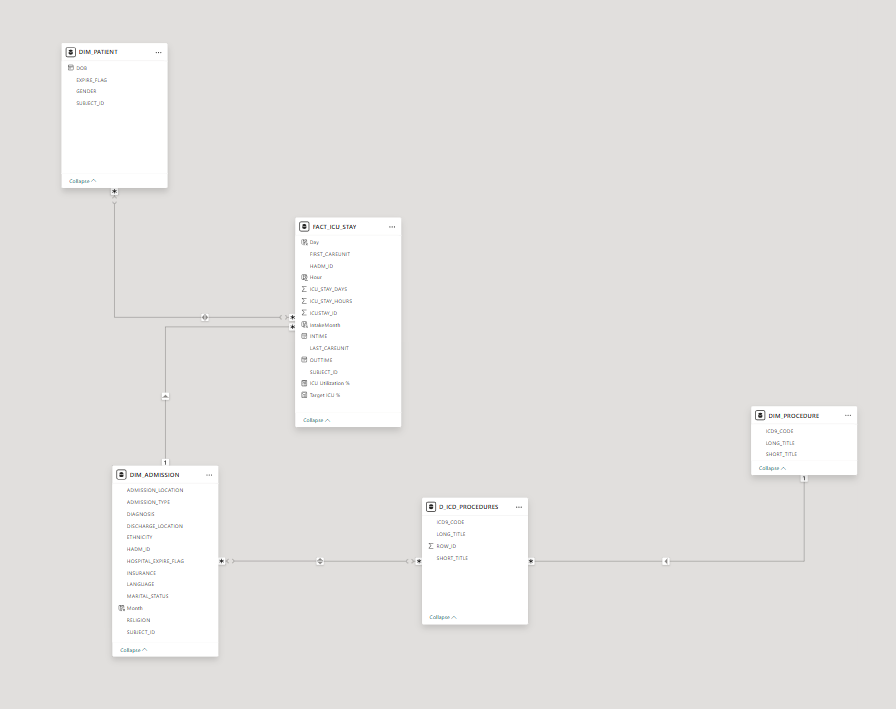 DIM_PATIENT
DOB
EXPIRE_FLAG
GENDER
SUBJECT_ID
Collapse
FACT_ICU_STAY
Day
FIRST_CAREUNIT
HADM_ID
Hour
ICU_STAY_DAYS
ICU_STAY_HOURS
ICUSTAY_ID
IntakeMonth
INTIME
LAST_CAREUNIT
OUTTIME
SUBJECT_ID
ICU Utilization %
Target ICU %
Collapse
DIM_ADMISSION
ADMISSION_LOCATION
ADMISSION_TYPE
DIAGNOSIS
DISCHARGE_LOCATION
ETHNICITY
HADM_ID
HOSPITAL_EXPIRE_FLAG
INSURANCE
LANGUAGE
MARITAL_STATUS
Month
RELIGION
SUBJECT_ID
Collapse
D_ICD_PROCEDURES
ICD9_CODE
LONG_TITLE
ROW_ID
SHORT_TITLE
Collapse
DIM_PROCEDURE
ICD9_CODE
LONG_TITLE
SHORT_TITLE
Collapse
*
*
*
1
*
*
*
1